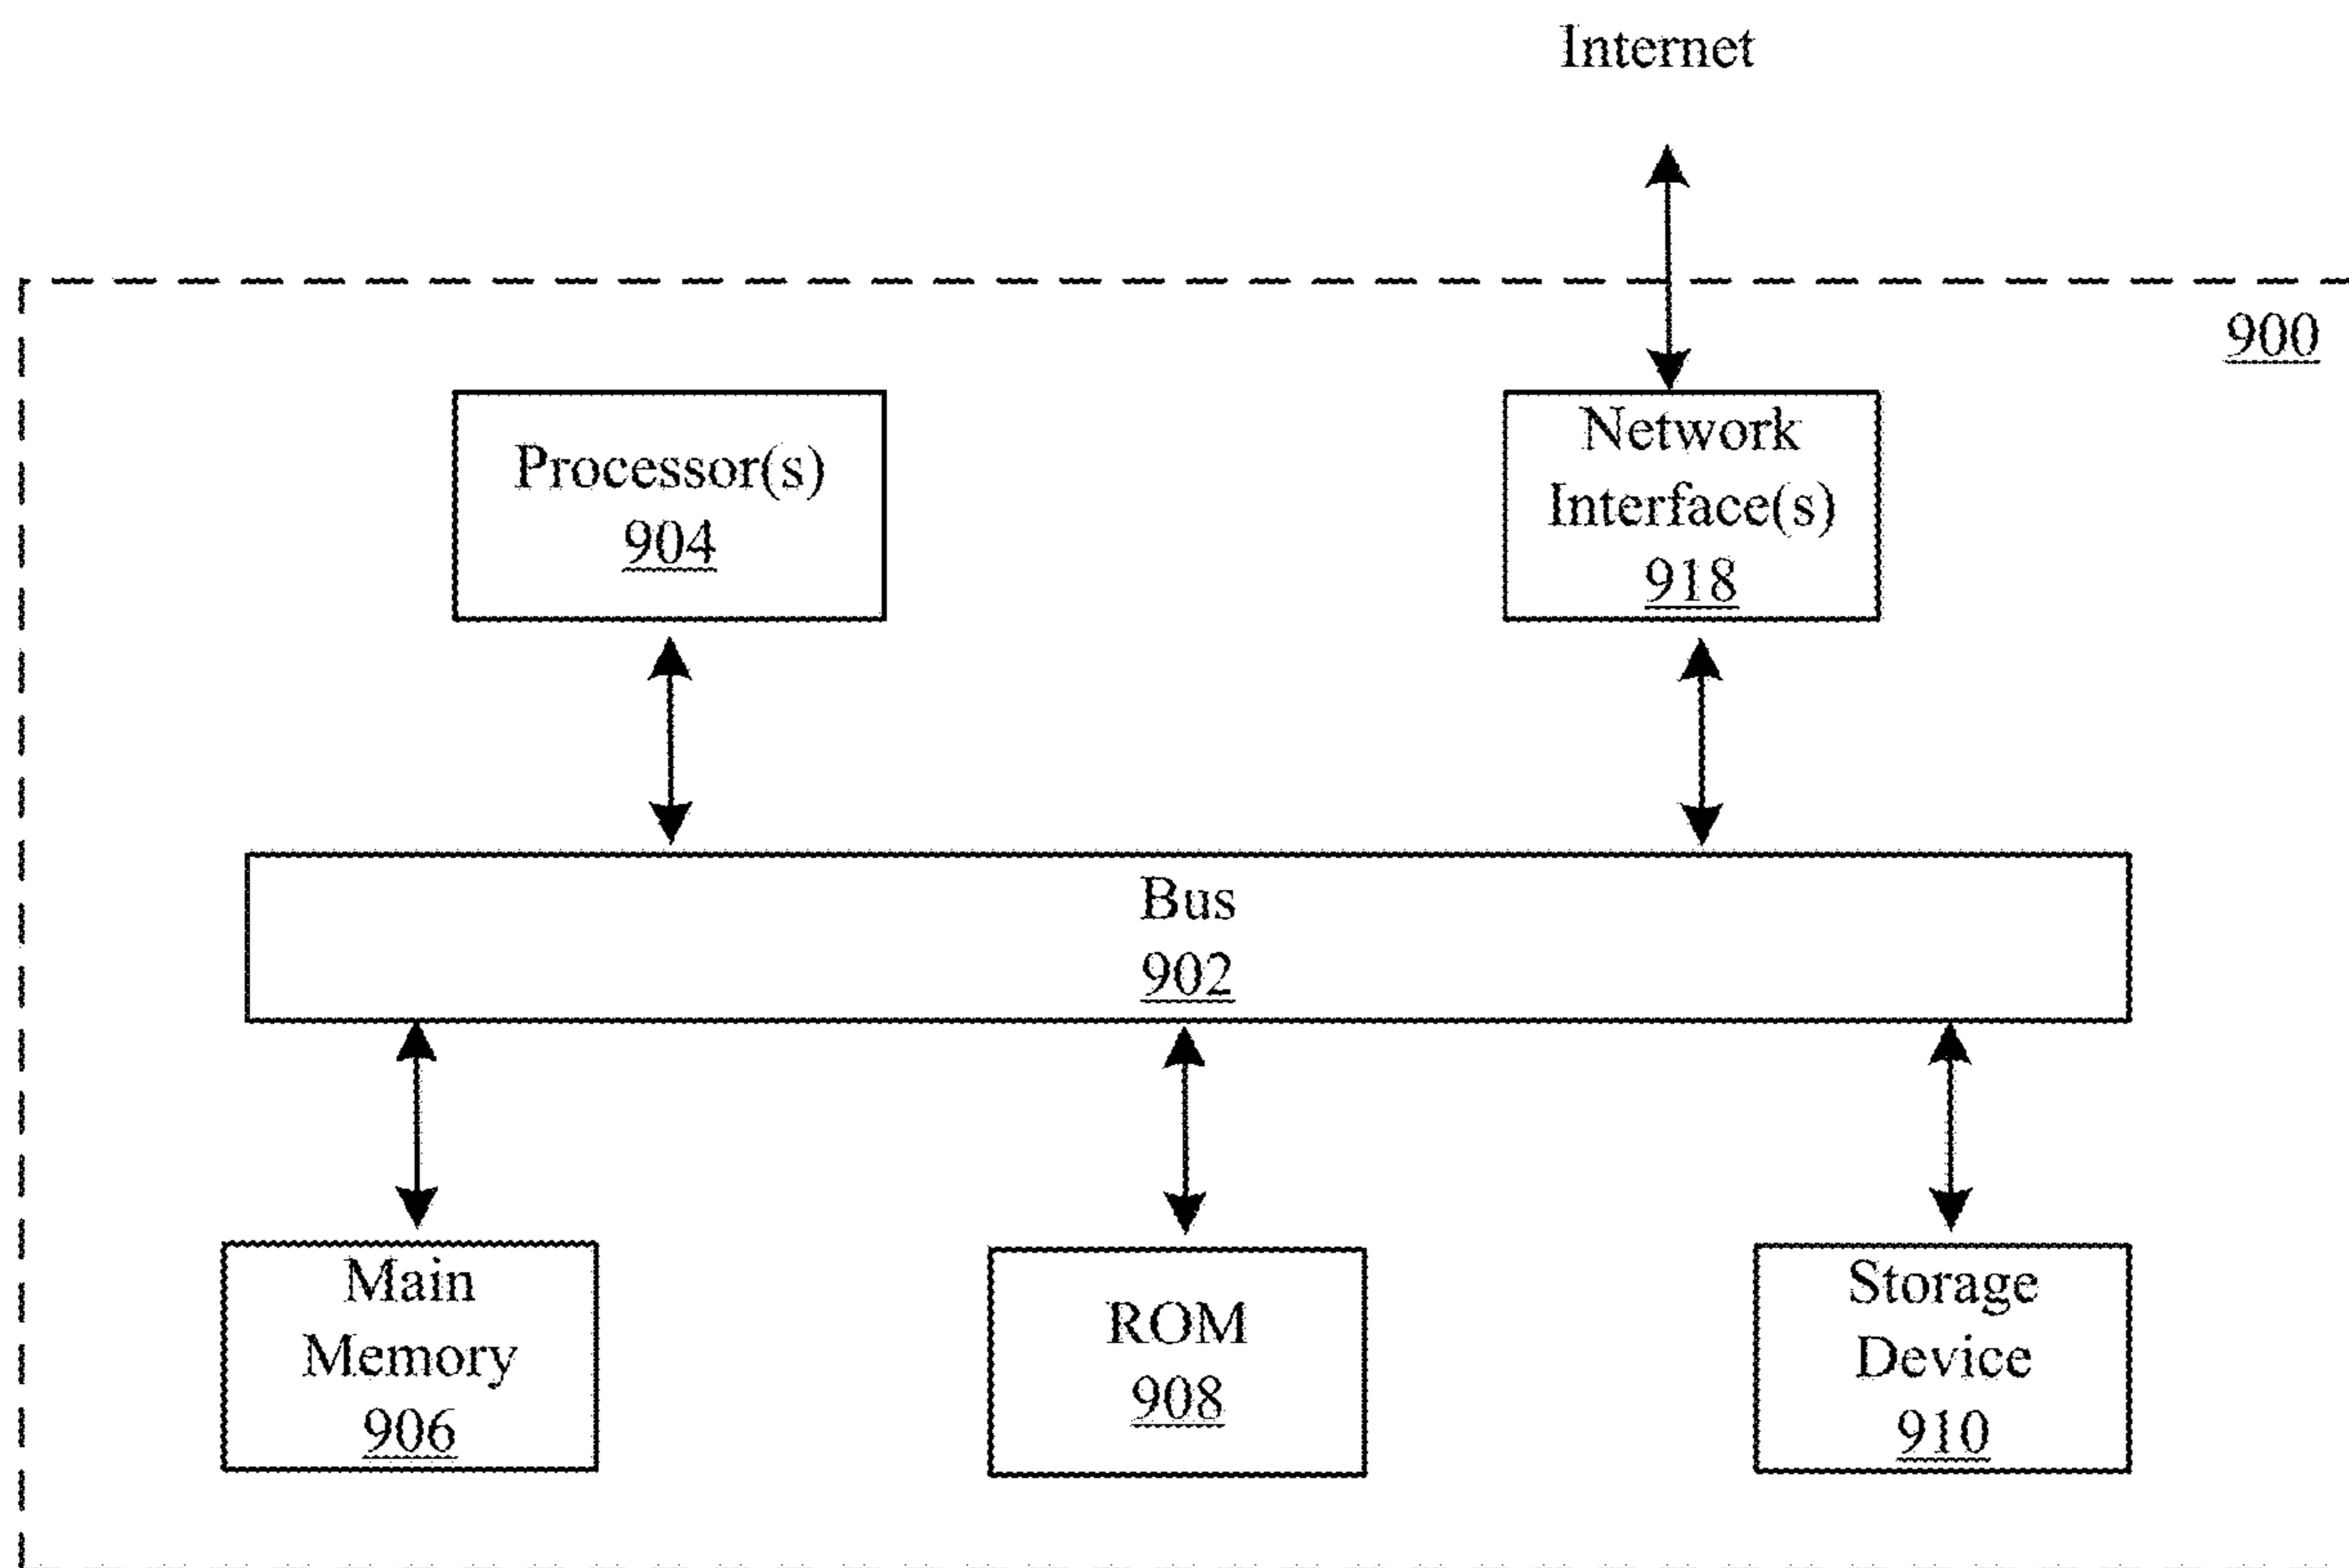 Internet
900
Processor(s)
904
Network
Interface(s)
918
Bus
902
Main
Memory
906
ROM
908
Storage
Device
910